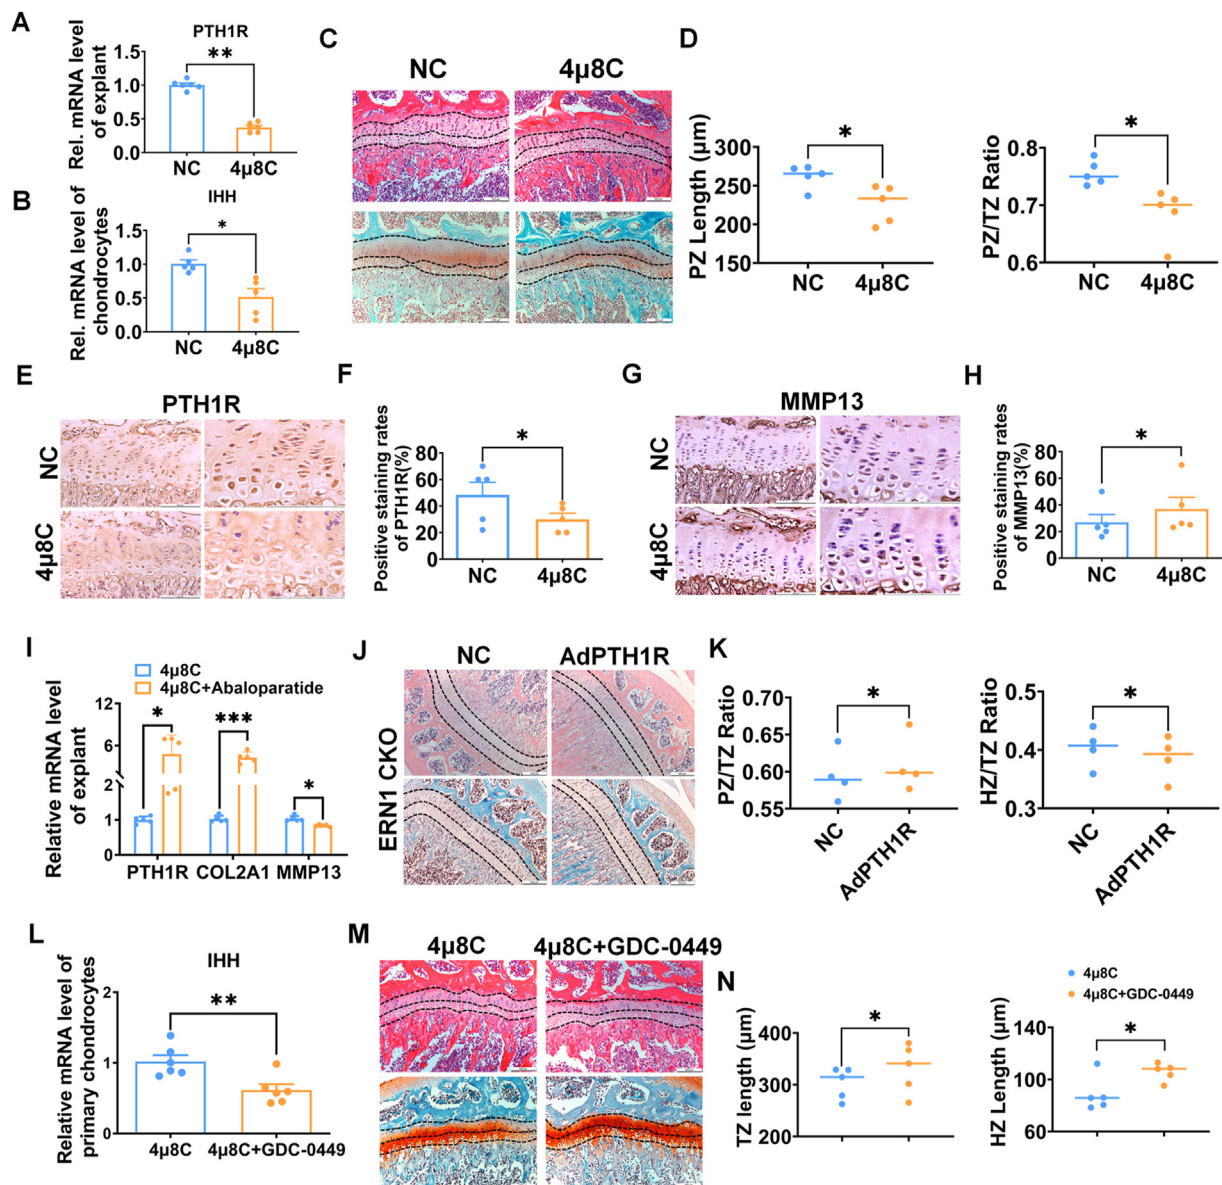 A
PTH1R
Rel. mRNA level
of explant
1.5
1.0
0.5
0.0
**
NC
4μ8C
B
IHH
Rel. mRNA level of
chondrocytes
1.5
1.0
0.5
0.0
*
NC
4μ8C
C
NC
4μ8C
D
PZ Length (μm)
300
250
200
150
*
NC
4μ8C
PZ/TZ Ratio
0.8
0.7
0.6
*
NC
4μ8C
E
PTH1R
NC
4μ8C
F
Positive staining rates
of PTH1R(%)
80
60
40
20
0
*
NC
4μ8C
G
MMP13
NC
4μ8C
H
Positive staining rates
of MMP13(%)
80
60
40
20
0
*
NC
4μ8C
I
4μ8C
4μ8C+Abaloparatide
Relative mRNA level
of explant
12
6
2
1
0
*
***
*
PTH1R
COL2A1
MMP13
J
NC
AdPTH1R
ERN1 CKO
K
PZ/TZ Ratio
0.70
0.65
0.60
0.55
*
NC
AdPTH1R
HZ/TZ Ratio
0.5
0.4
0.3
*
NC
AdPTH1R
L
IHH
Relative mRNA level of
primary chondrocytes
2
1
0
**
4μ8C
4μ8C+GDC-0449
M
4μ8C
4μ8C+GDC-0449
N
TZ length (μm)
400
300
200
*
4μ8C
4μ8C+GDC-0449
HZ Length (μm)
140
100
60
*